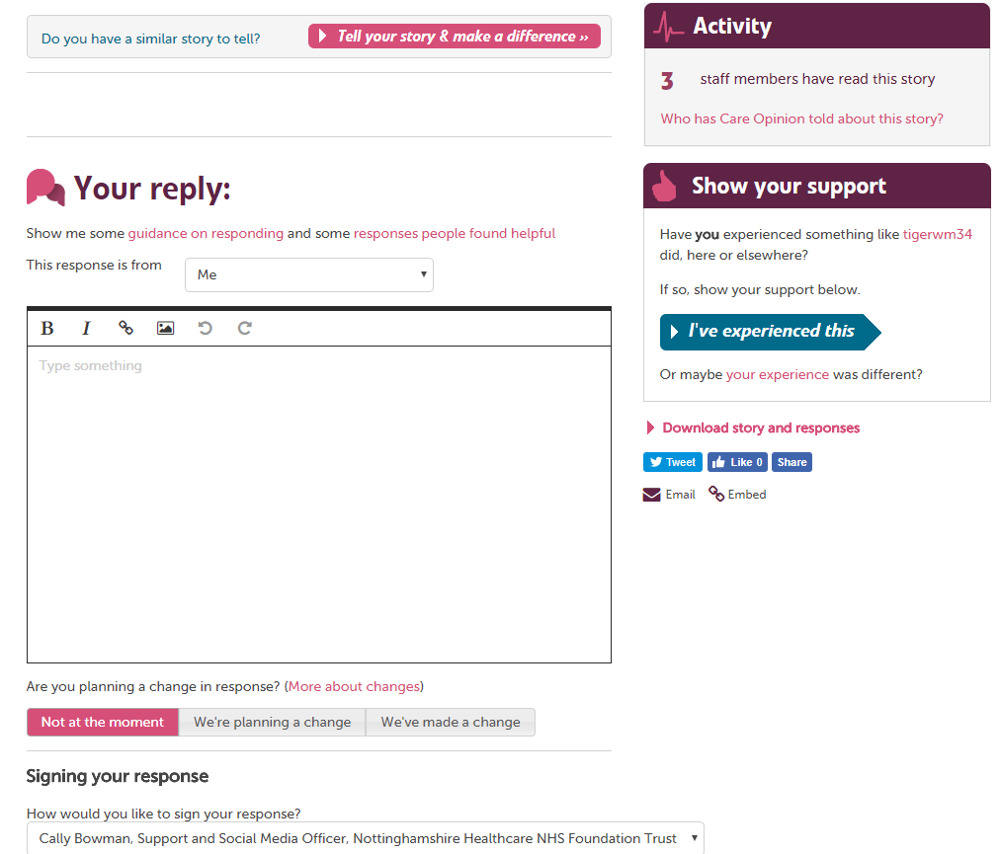 Do you have a similar story to tell?
Tell your story & make a difference »
Your reply:
Show me some guidance on responding and some responses people found helpful
This response is from
Me
B I
Type something
Are you planning a change in response? (More about changes)
Not at the moment
We're planning a change
We've made a change
Signing your response
How would you like to sign your response?
Cally Bowman, Support and Social Media Officer, Nottinghamshire Healthcare NHS Foundation Trust
Activity
3 staff members have read this story
Who has Care Opinion told about this story?
Show your support
Have you experienced something like tigerwm34
did, here or elsewhere?
If so, show your support below.
I've experienced this
Or maybe your experience was different?
Download story and responses
Tweet
Like 0
Share
Email
Embed